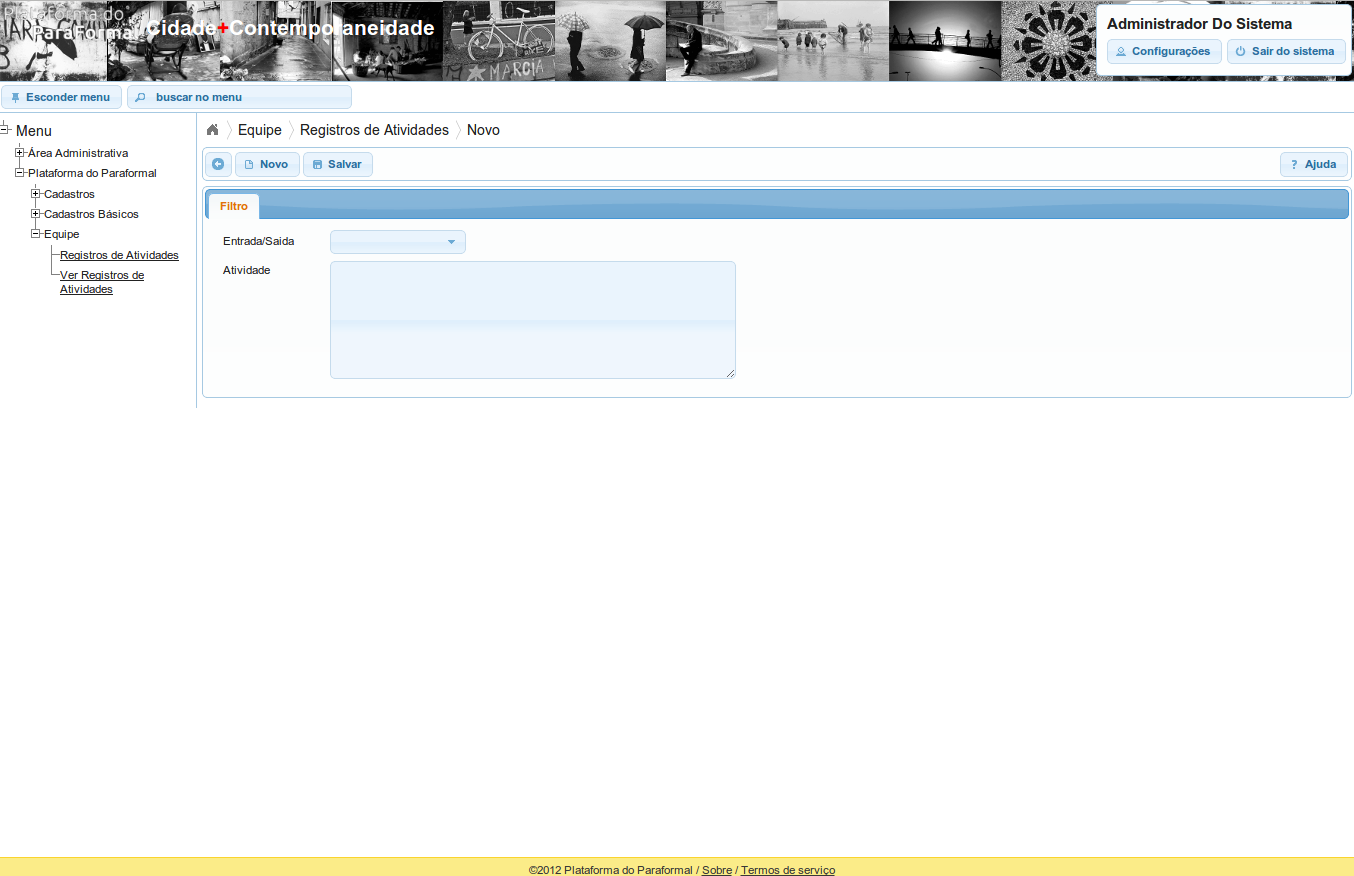 Plataforma do
ParaFormal
Cidade+Contemporaneidade
MARCIA
Administrador Do Sistema
Configurações
Sair do sistema
Esconder menu
buscar no menu
Menu
Área Administrativa
Plataforma do Paraformal
Cadastros
Cadastros Básicos
Equipe
Registros de Atividades
Ver Registros de
Atividades
Equipe
Registros de Atividades
Novo
Novo
Salvar
? Ajuda
Filtro
Entrada/Saida
Atividade
©2012 Plataforma do Paraformal / Sobre / Termos de serviço